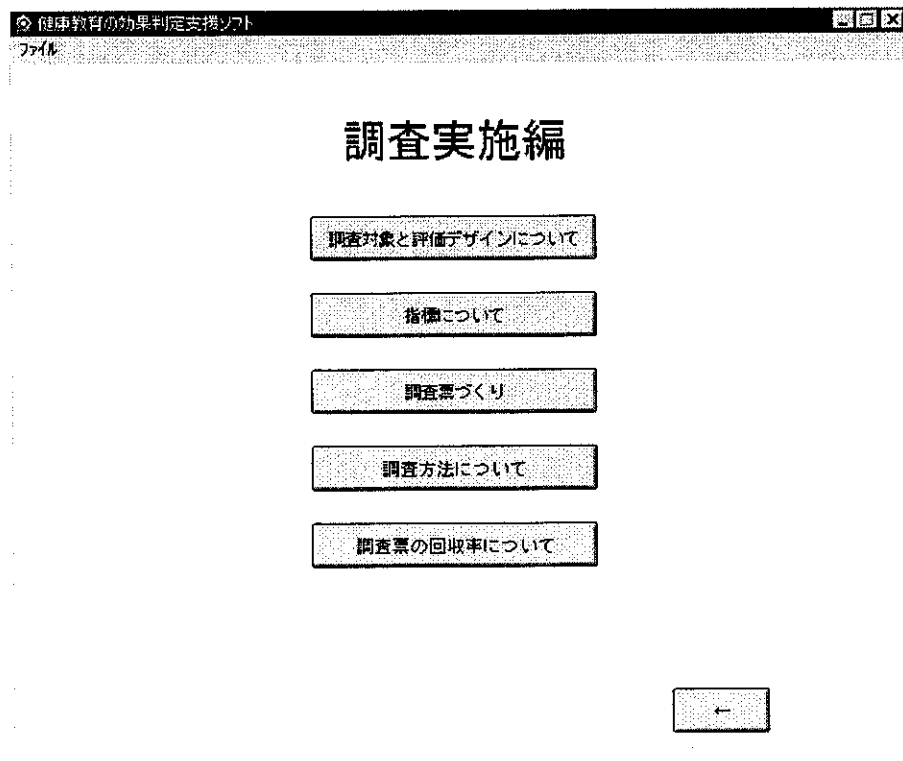 健康教育の効果判定支援ソフト
ファイル
調査実施編
調査対象と評価デザインについて
指標について
調査票づくり
調査方法について
調査票の回収率について
←